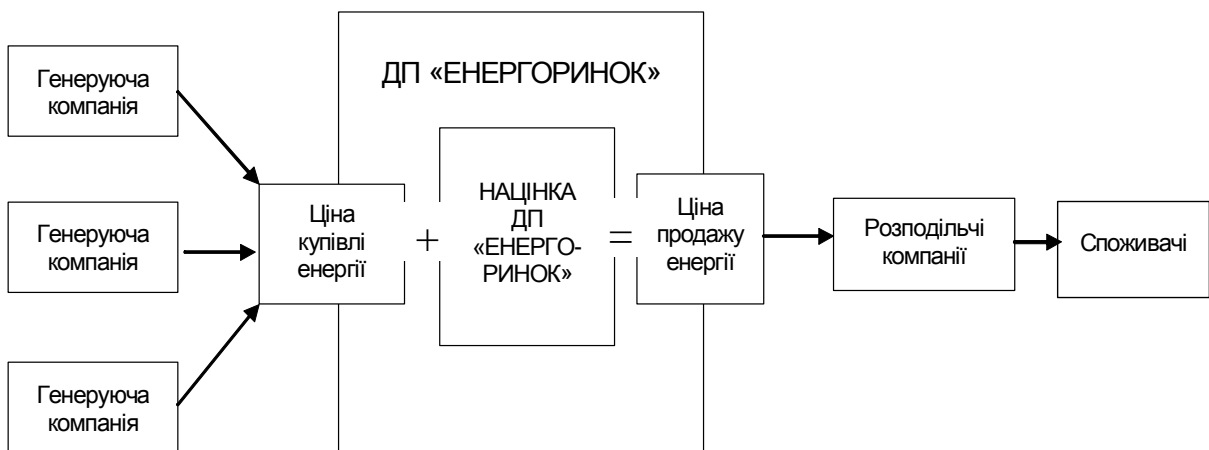 ДП «ЕНЕРГОРИНОК»
Генеруюча
компанія
Генеруюча
компанія
Генеруюча
компанія
Ціна
купівлі
енергії
+
НАЦІНКА
ДП
«ЕНЕРГО-
РИНОК»
=
Ціна
продажу
енергії
Розподільчі
компанії
Споживачі